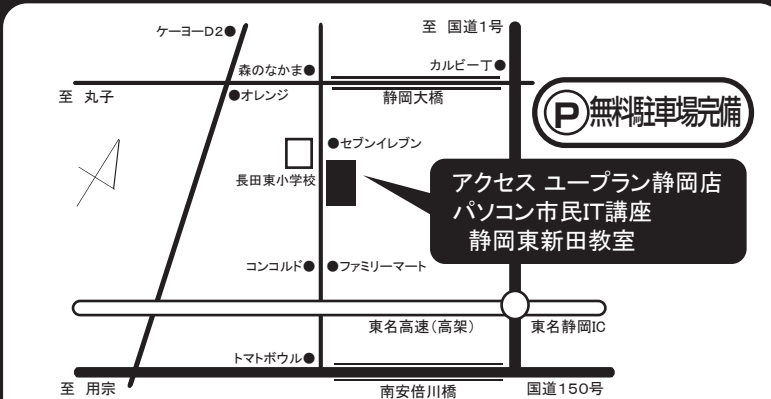 ケーヨーD2
至 国道1号
森のなかま
カルビー丁
至 丸子
オレンジ
静岡大橋
P無料駐車場完備
セブンイレブン
長田東小学校
アクセス ユープラン静岡店
パソコン市民IT講座
静岡東新田教室
コンコルド
ファミリーマート
東名高速(高架)
東名静岡IC
トマトボウル
至 用宗
南安倍川橋
国道150号